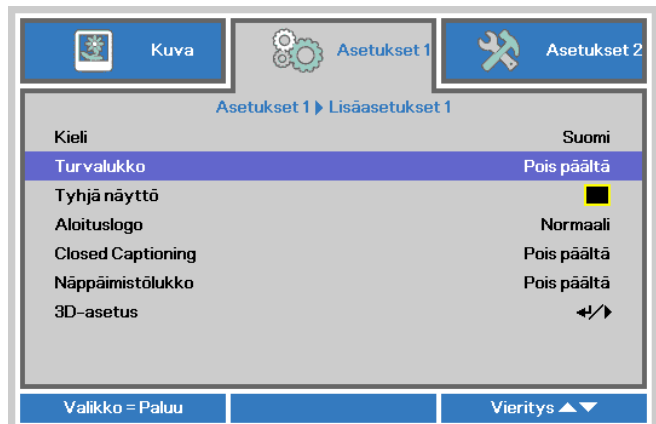 Kuva Asetukset 1 Asetukset 2
Asetukset 1 Lisäasetukset 1
Kieli Suomi
Turvalukko Pois päältä
Tyhjä näyttö
Aloituslogo Normaali
Closed Captioning Pois päältä
Näppäimistölukko Pois päältä
3D-asetus
Valikko = Paluu Vieritys